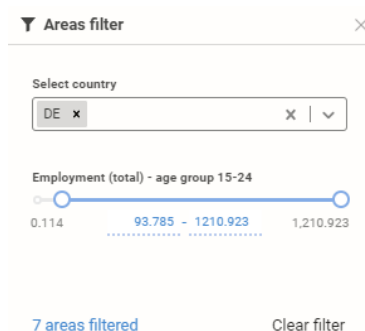 Areas filter
Select country
DE
Employment (total) - age group 15-24
0.114 93.785 - 1210.923 1,210.923
7 areas filtered Clear filter